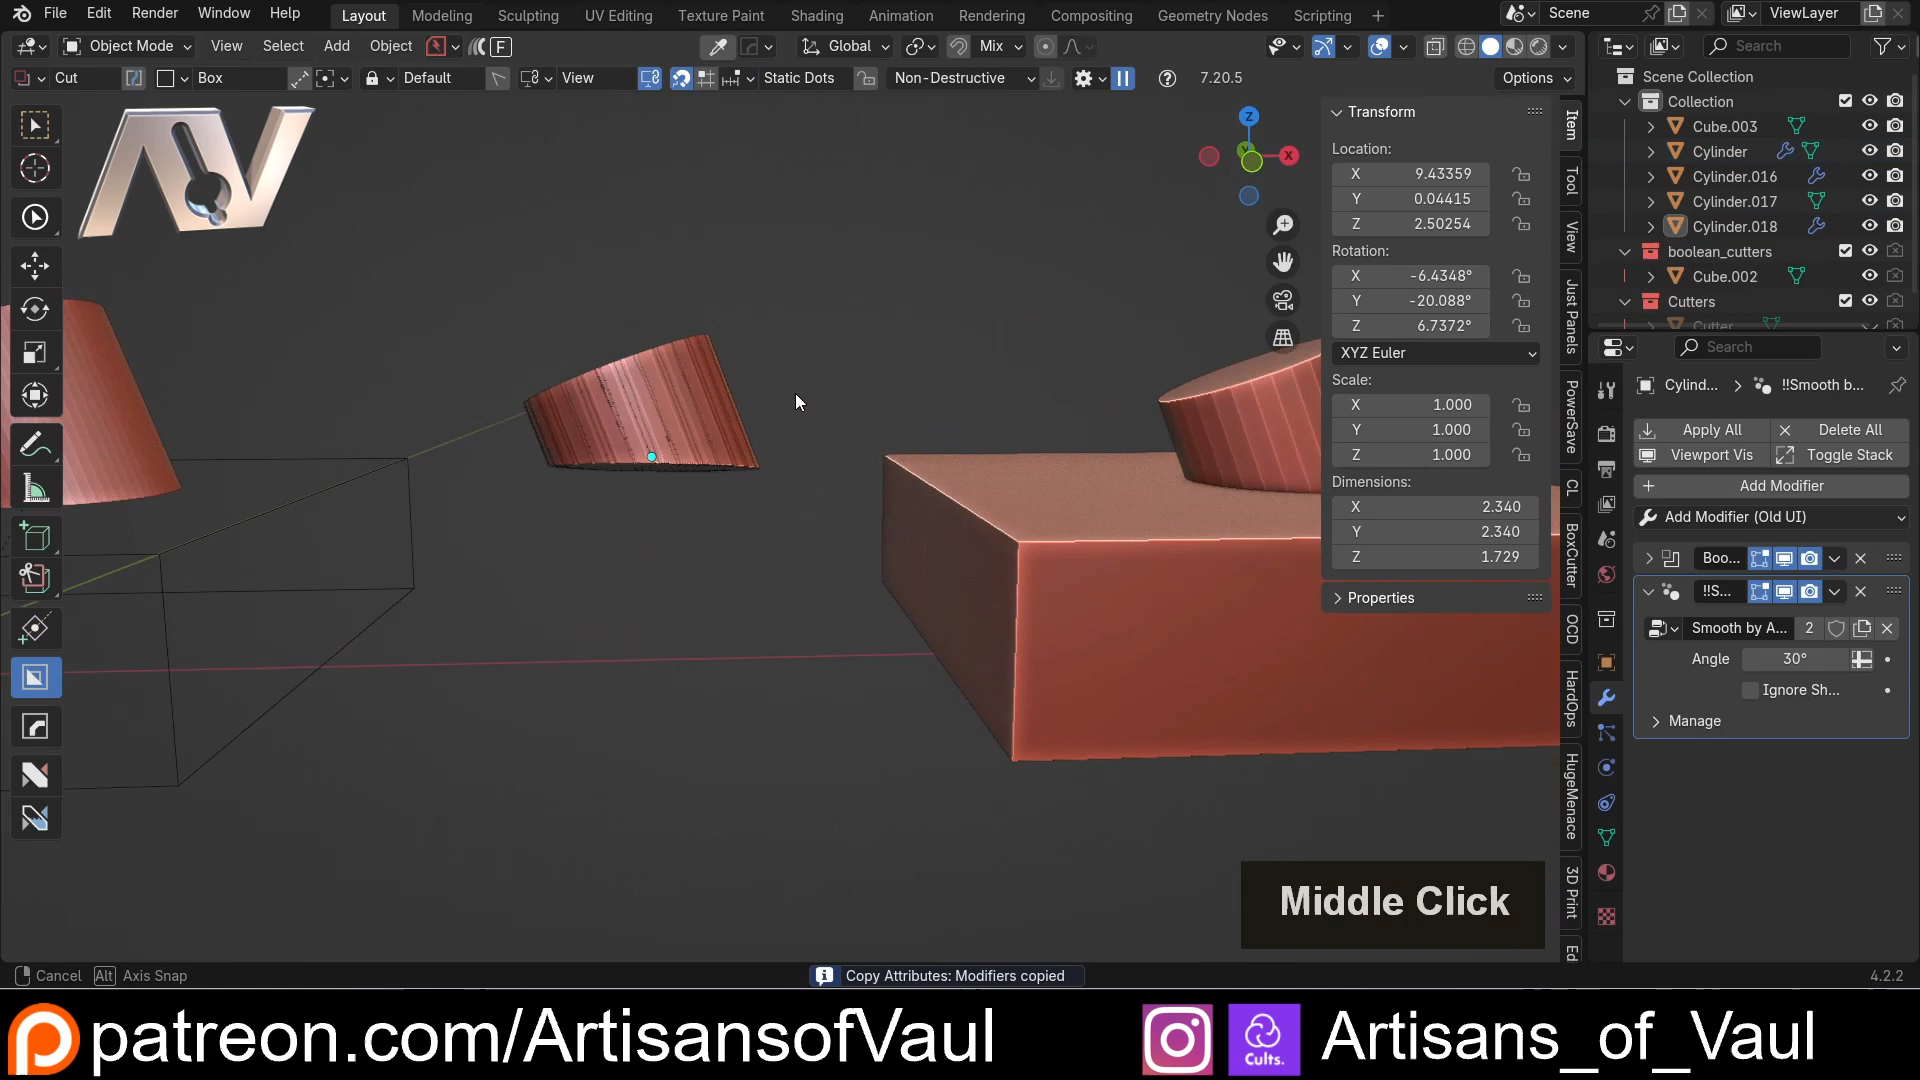 File Edit Render Window Help Layout Modeling Sculpting UV Editing Texture Paint Shading Animation Rendering Compositing Geometry Nodes Scripting + Scene ViewLayer
Object Mode View Select Add Object F Global Mix Search
Cut Box Default View Static Dots Non-Destructive 7.20.5 Options
Scene Collection
Collection
Cube.003
Cylinder
Cylinder.016
Cylinder.017
Cylinder.018
boolean_cutters
Cube.002
Cutters
Cutter
Z
X
Transform
Location:
X 9.43359
Y 0.04415
Z 2.50254
Rotation:
X -6.4348°
Y -20.088°
Z 6.7372°
XYZ Euler
Scale:
X 1.000
Y 1.000
Z 1.000
Dimensions:
X 2.340
Y 2.340
Z 1.729
Properties
Item
Tool
View
Just Panels
PowerSave
CL
BoxCutter
OCD
HardOps
HugeMenace
3D Print
Ed
Search
Cylind... !!Smooth b...
Apply All Delete All
Viewport Vis Toggle Stack
Add Modifier
Add Modifier (Old UI)
Boo...
!!S...
Smooth by A... 2
Angle 30°
Ignore Sh...
Manage
Middle Click
Cancel Alt Axis Snap Copy Attributes: Modifiers copied 4.2.2
patreon.com/ArtisansofVaul Cults. Artisans_of_Vaul